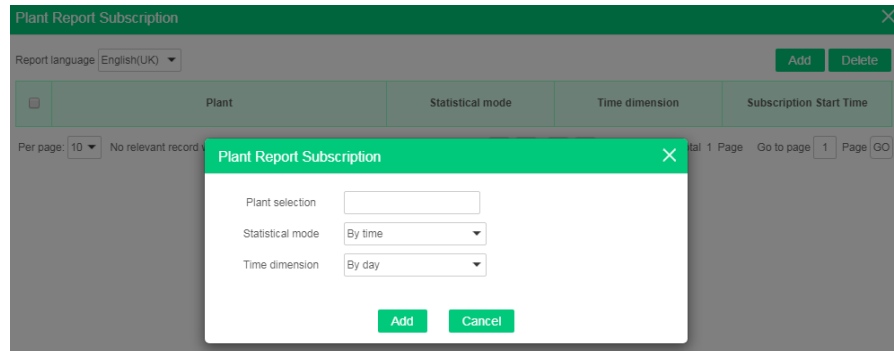 Plant Report Subscription
Report language English(UK)
Add Delete
Plant Statistical mode Time dimension Subscription Start Time
Per page: 10 No relevant record 1 Page Go to page 1 Page GO
Plant Report Subscription
Plant selection
Statistical mode By time
Time dimension By day
Add Cancel